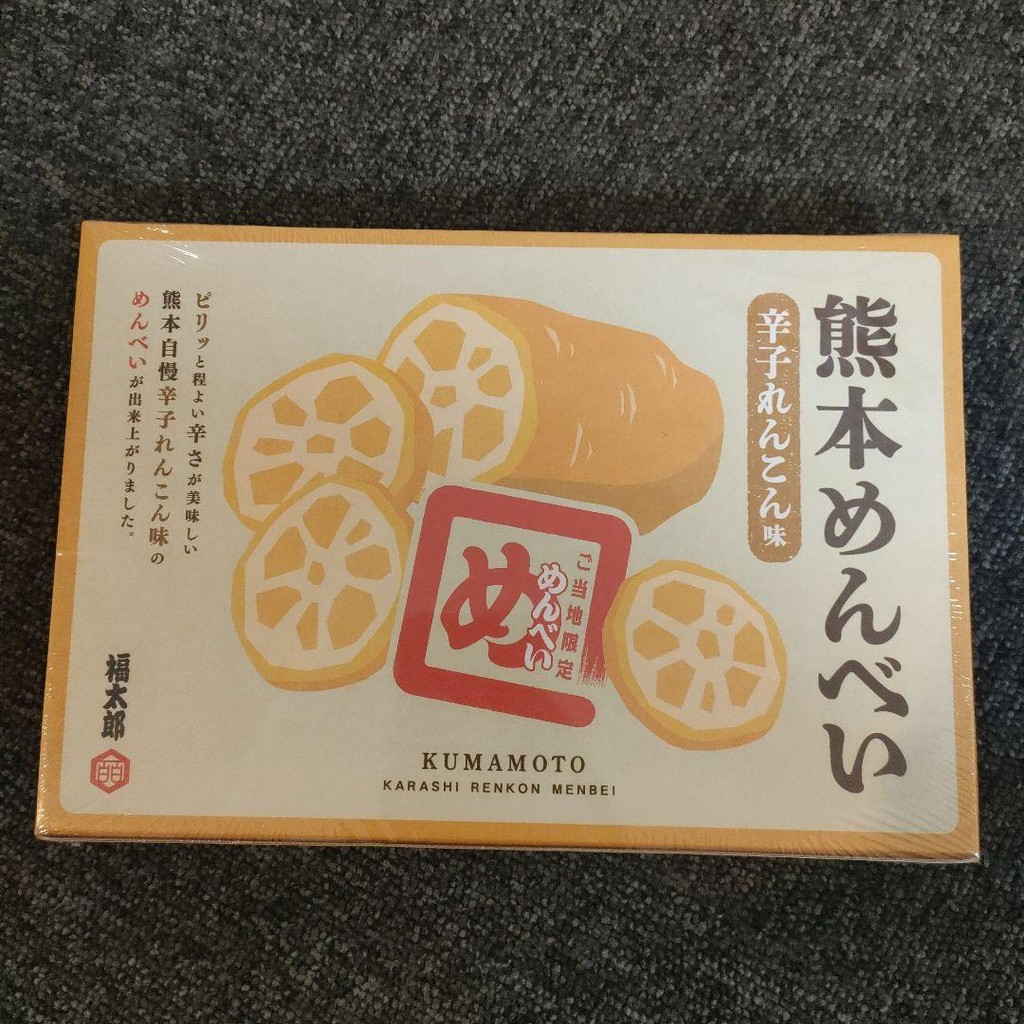 熊本めんべい
辛子れんこん味
ご当地限定
めんべい
め
ピリッと程よい辛さが美味しい
熊本自慢辛子れんこん味の
めんべいが出来上がりました。
福太郎
KUMAMOTO
KARASHI RENKON MENBEI